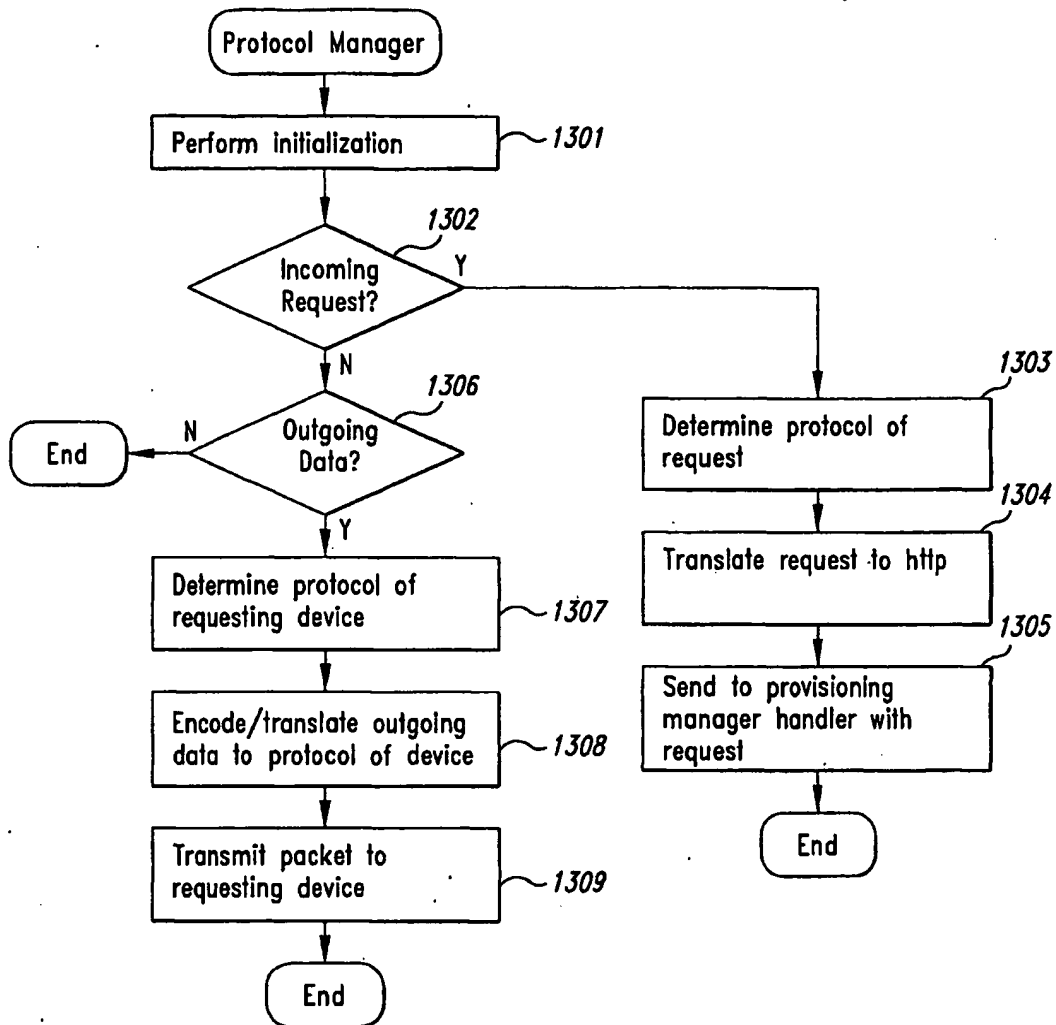 Protocol Manager
Perform initialization
1301
1302
Incoming
Request?
Y
N
1303
Determine protocol of
request
1304
Translate request to http
1305
Send to provisioning
manager handler with
request
End
1306
Outgoing
Data?
N
End
Y
Determine protocol of
requesting device
1307
Encode/translate outgoing
data to protocol of device
1308
Transmit packet to
requesting device
1309
End